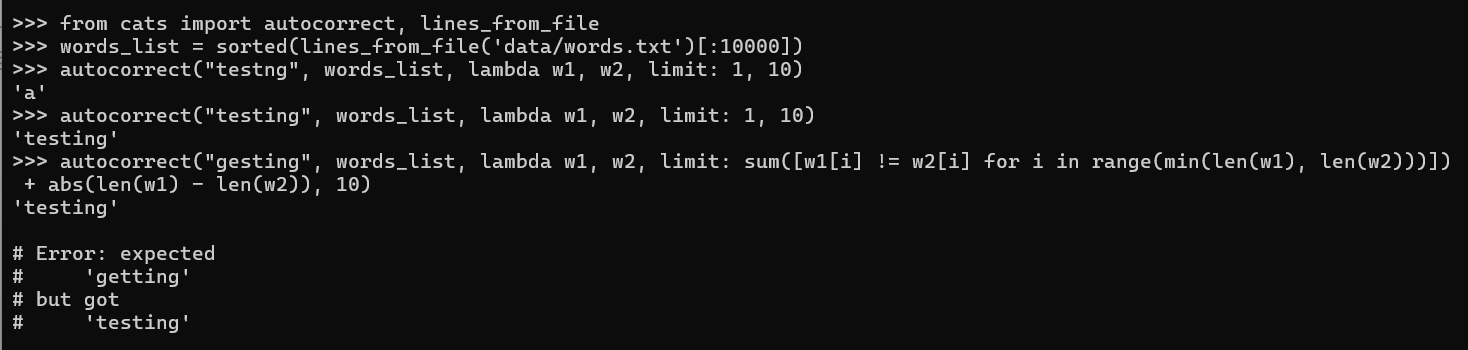 >>> from cats import autocorrect, lines_from_file
>>> words_list = sorted(lines_from_file('data/words.txt')[:10000])
>>> autocorrect("testng", words_list, lambda w1, w2, limit: 1, 10)
'a'
>>> autocorrect("testing", words_list, lambda w1, w2, limit: 1, 10)
'testing'
>>> autocorrect("gesting", words_list, lambda w1, w2, limit: sum([w1[i] != w2[i] for i in range(min(len(w1), len(w2)))])
 + abs(len(w1) - len(w2)), 10)
'testing'

# Error: expected
#     'getting'
# but got
#     'testing'